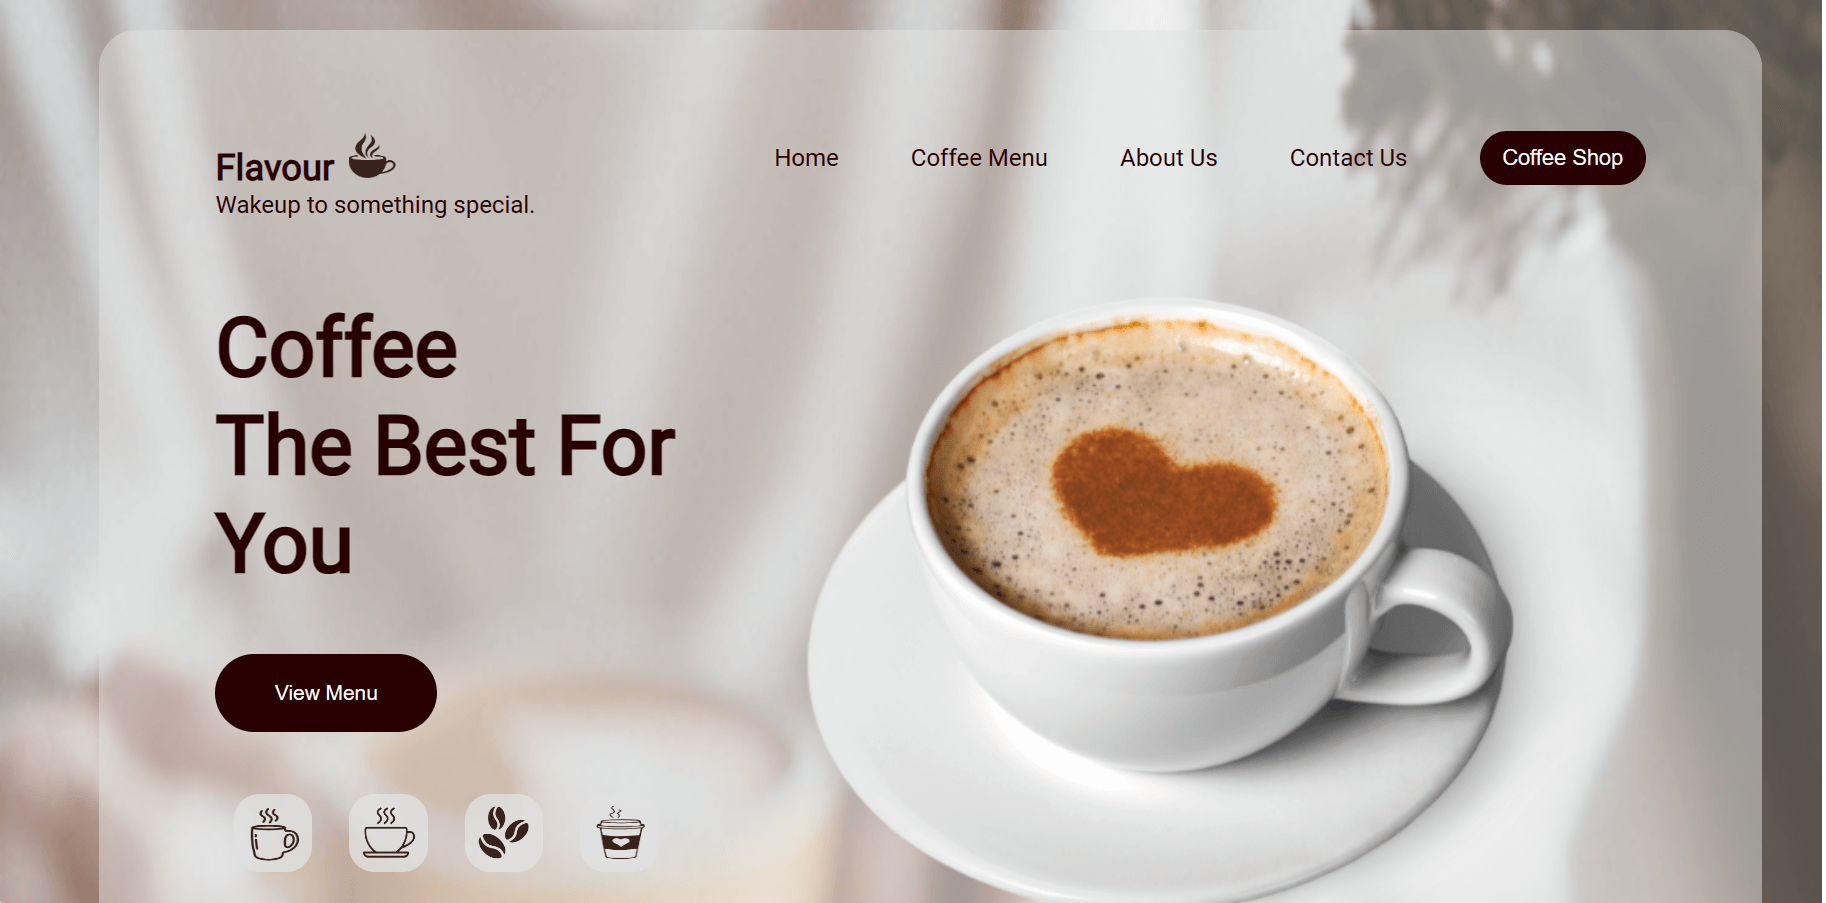 Flavour
Wakeup to something special.
Home
Coffee Menu
About Us
Contact Us
Coffee Shop
Coffee
The Best For
You
View Menu